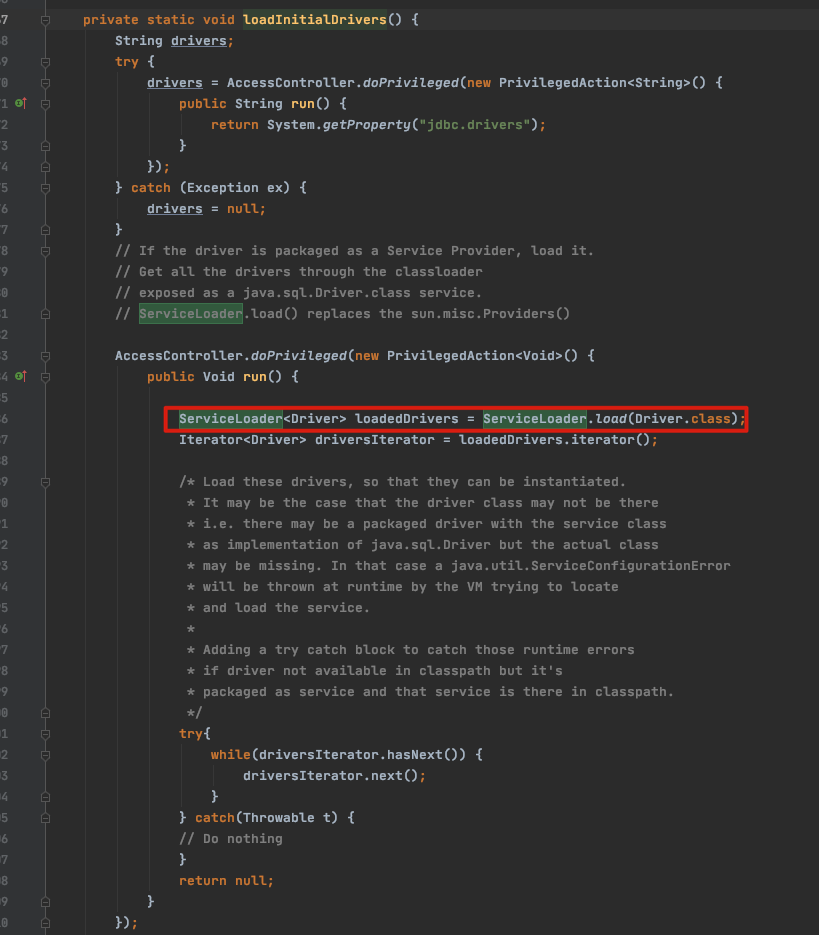 7 private static void loadInitialDrivers() {
8 String drivers;
9 try {
0 drivers = AccessController.doPrivileged(new PrivilegedAction<String>() {
1 public String run() {
2 return System.getProperty("jdbc.drivers");
3 }
4 });
5 } catch (Exception ex) {
6 drivers = null;
7 }
8 // If the driver is packaged as a Service Provider, load it.
9 // Get all the drivers through the classloader
0 // exposed as a java.sql.Driver.class service.
1 // ServiceLoader.load() replaces the sun.misc.Providers()
2
3 AccessController.doPrivileged(new PrivilegedAction<Void>() {
4 public Void run() {
5
6 ServiceLoader<Driver> loadedDrivers = ServiceLoader.load(Driver.class);
7 Iterator<Driver> driversIterator = loadedDrivers.iterator();
8
9 /* Load these drivers, so that they can be instantiated.
0 * It may be the case that the driver class may not be there
1 * i.e. there may be a packaged driver with the service class
2 * as implementation of java.sql.Driver but the actual class
3 * may be missing. In that case a java.util.ServiceConfigurationError
4 * will be thrown at runtime by the VM trying to locate
5 * and load the service.
6 *
7 * Adding a try catch block to catch those runtime errors
8 * if driver not available in classpath but it's
9 * packaged as service and that service is there in classpath.
0 */
1 try{
2 while(driversIterator.hasNext()) {
3 driversIterator.next();
4 }
5 } catch(Throwable t) {
6 // Do nothing
7 }
8 return null;
9 }
0 });